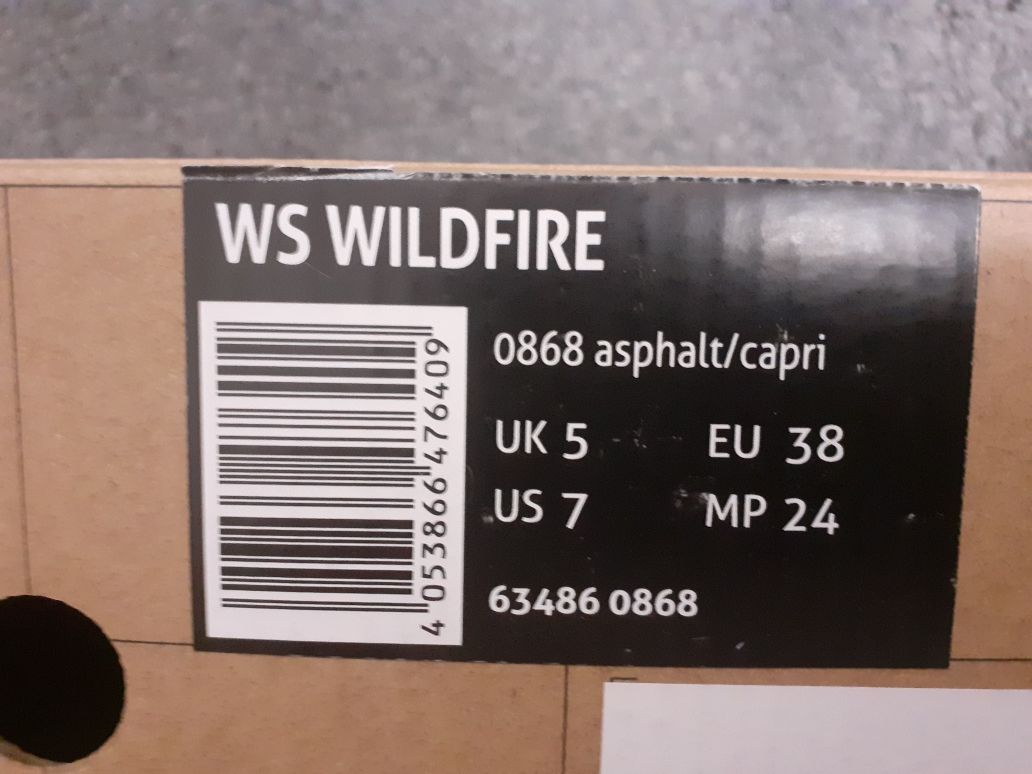 WS WILDFIRE
0868 asphalt/capri
UK 5 EU 38
US 7 MP 24
63486 0868
4 053866 476409